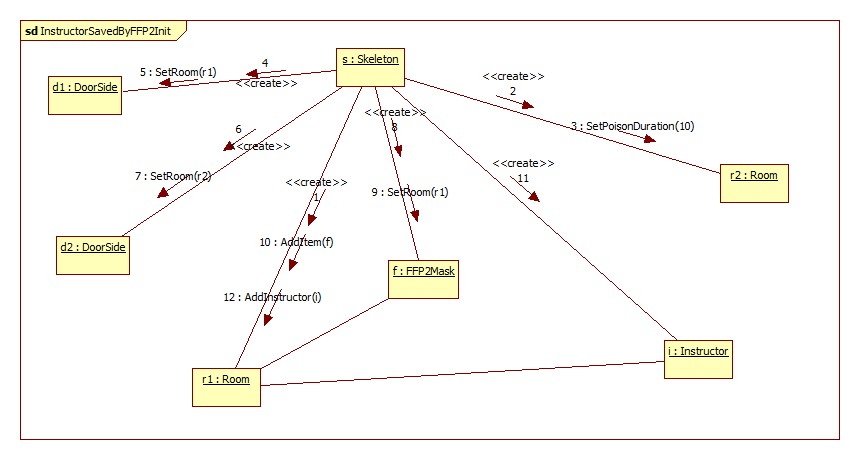 sd InstructorSavedByFFP2Init
s : Skeleton
4
<<create>>
5 : SetRoom(r1)
d1 : DoorSide
<<create>>
2
3 : SetPoisonDuration(10)
r2 : Room
<<create>>
8
6
<<create>>
7 : SetRoom(r2)
d2 : DoorSide
<<create>>
11
<<create>>
1
9 : SetRoom(r1)
10 : AddItem(f)
f : FFP2Mask
12 : AddInstructor(i)
i : Instructor
r1 : Room